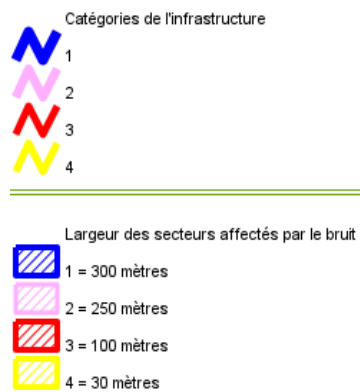 Catégories de l'infrastructure
1
2
3
4
Largeur des secteurs affectés par le bruit
1 = 300 mètres
2 = 250 mètres
3 = 100 mètres
4 = 30 mètres